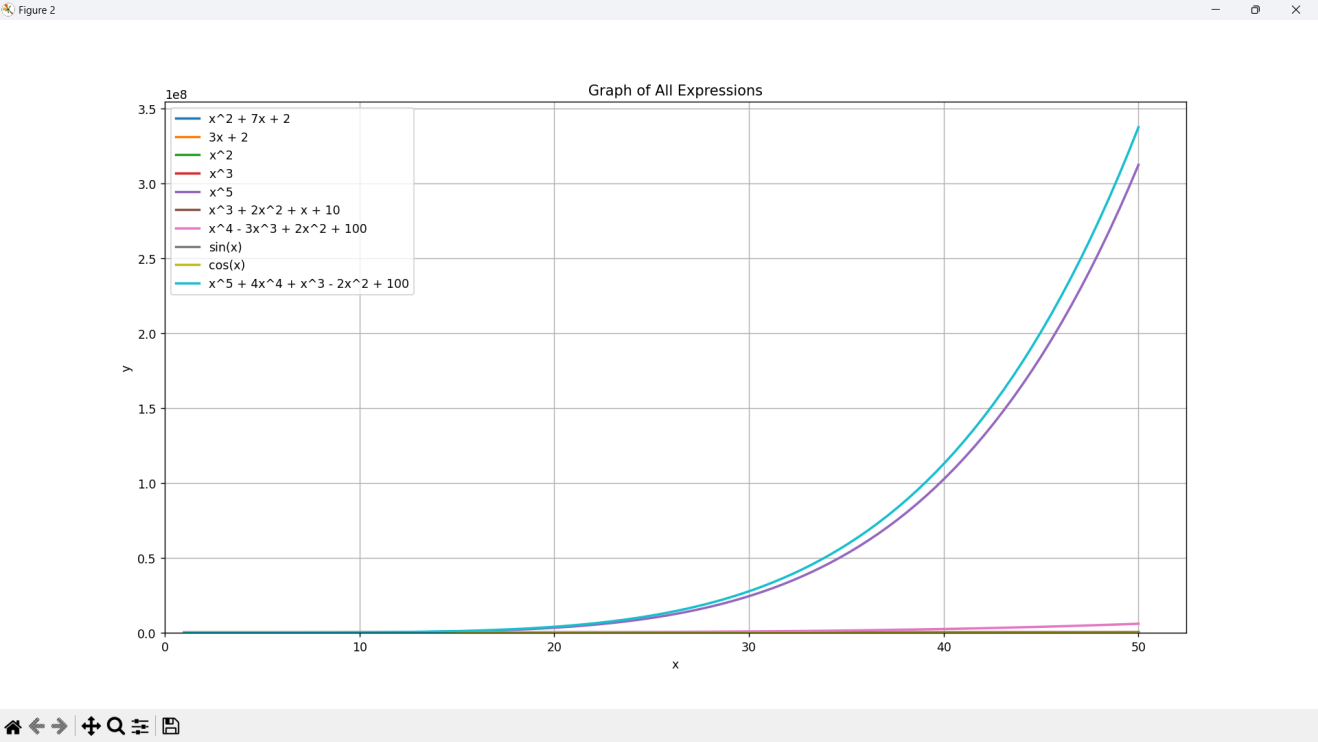 Figure 2
Graph of All Expressions
1e8
3.5
3.0
2.5
2.0
1.5
1.0
0.5
0.0
y
x^2 + 7x + 2
3x + 2
x^2
x^3
x^5
x^3 + 2x^2 + x + 10
x^4 - 3x^3 + 2x^2 + 100
sin(x)
cos(x)
x^5 + 4x^4 + x^3 - 2x^2 + 100
0 10 20 30 40 50
x